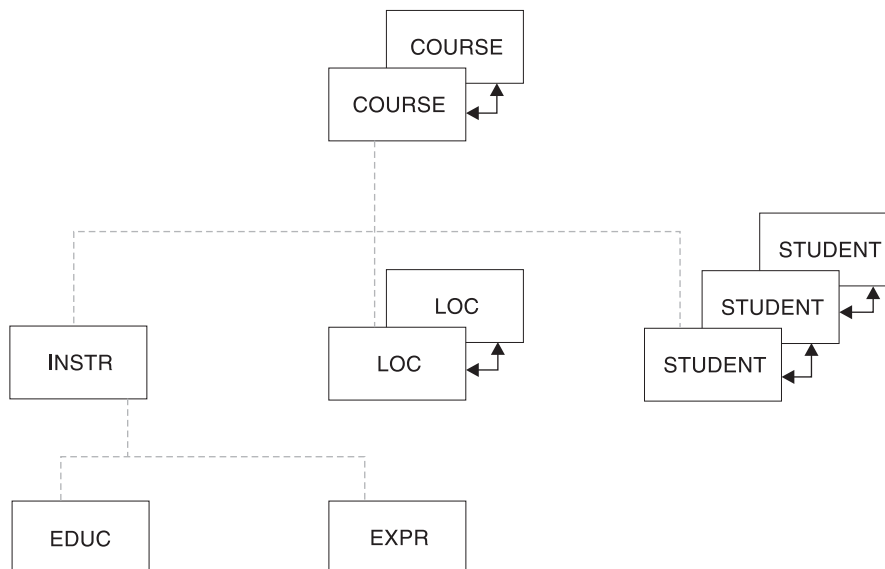 COURSE
COURSE
STUDENT
LOC
STUDENT
INSTR
LOC
STUDENT
EDUC
EXPR